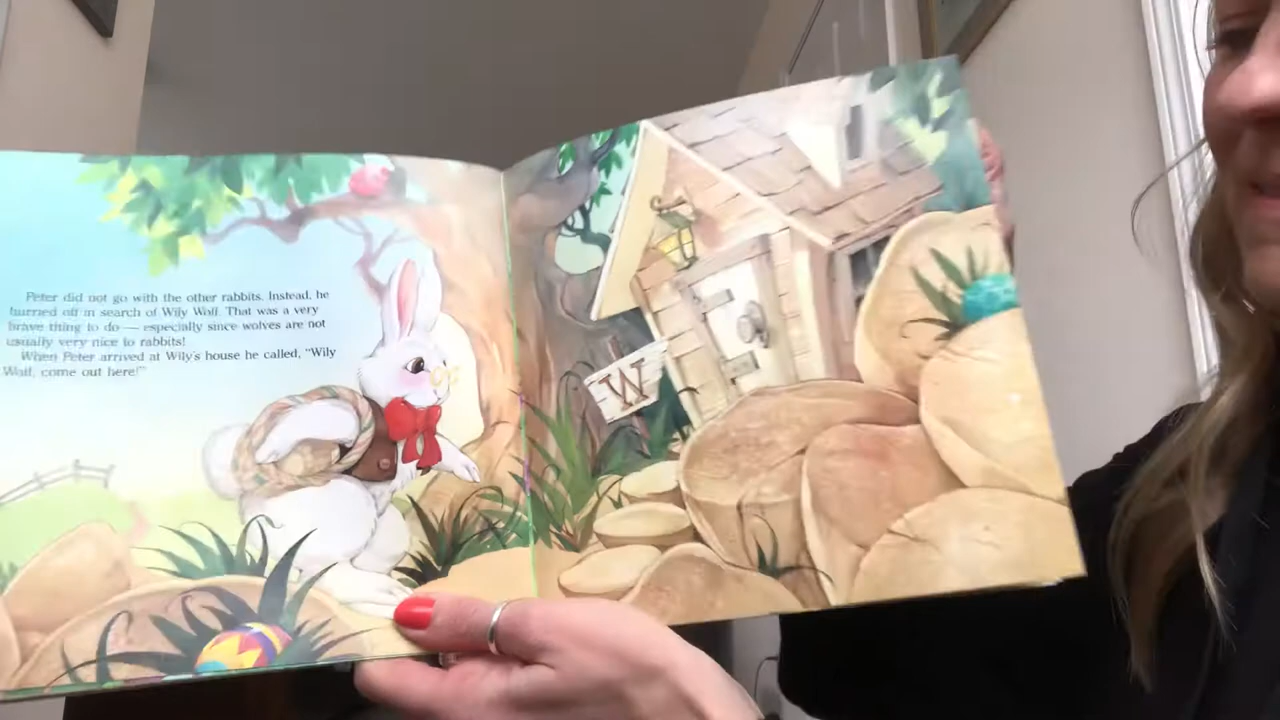 Peter did not go with the other rabbits. Instead, he
hurried off in search of Wily Wolf. That was a very
brave thing to do — especially since wolves are not
usually very nice to rabbits!
When Peter arrived at Wily's house he called, "Wily
Wolf, come out here!"
W